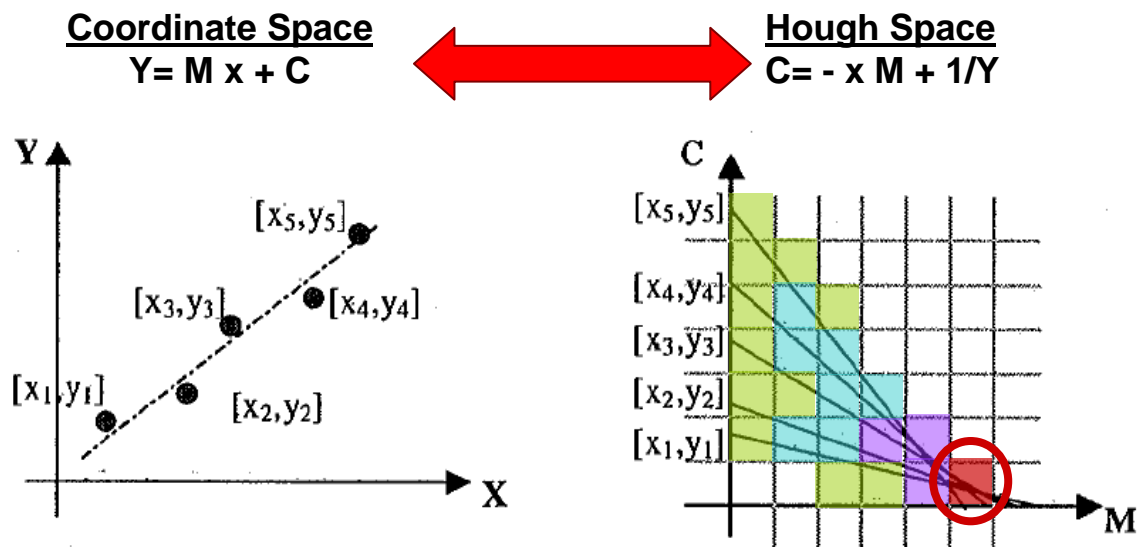 Coordinate Space
Y= M x + C
Hough Space
C= - x M + 1/Y
Y
[x₅,y₅]
[x₃,y₃]
[x₄,y₄]
[x₁,y₁]
[x₂,y₂]
X
C
[x₅,y₅]
[x₄,y₄]
[x₃,y₃]
[x₂,y₂]
[x₁,y₁]
M